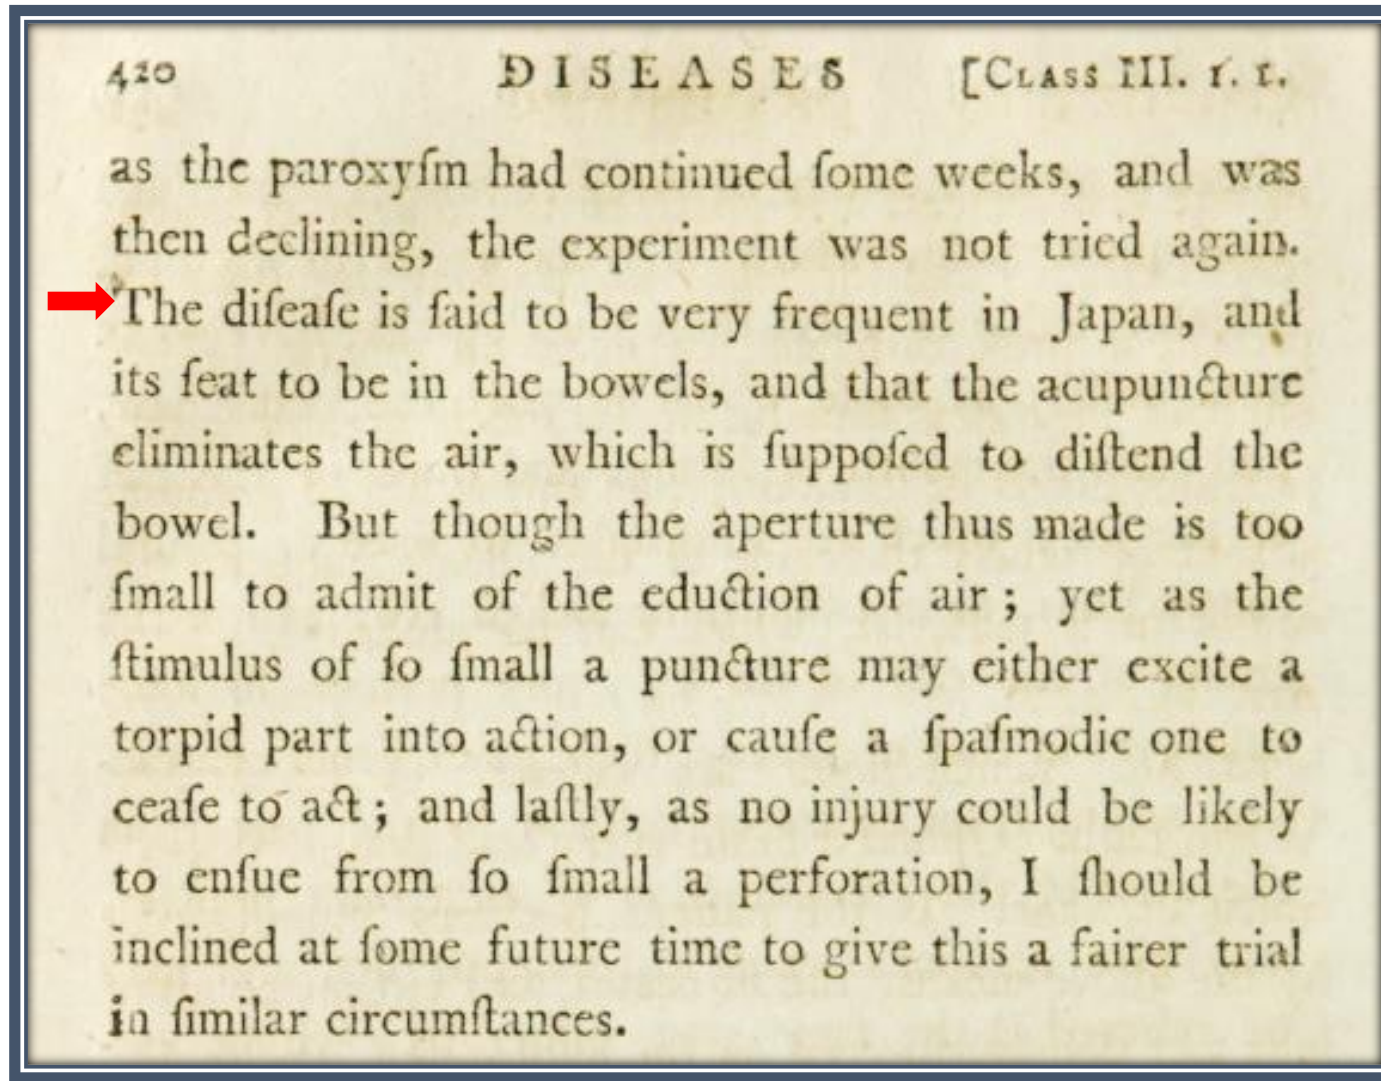 420 DISEASES [CLASS III. 1. 1.
as the paroxyſm had continued ſome weeks, and was
then declining, the experiment was not tried again.
The diſeaſe is ſaid to be very frequent in Japan, and
its ſeat to be in the bowels, and that the acupuncture
eliminates the air, which is ſuppoſed to diſtend the
bowel. But though the aperture thus made is too
ſmall to admit of the eduction of air; yet as the
ſtimulus of ſo ſmall a puncture may either excite a
torpid part into action, or cauſe a ſpaſmodic one to
ceaſe to act; and laſtly, as no injury could be likely
to enſue from ſo ſmall a perforation, I ſhould be
inclined at ſome future time to give this a fairer trial
in ſimilar circumſtances.